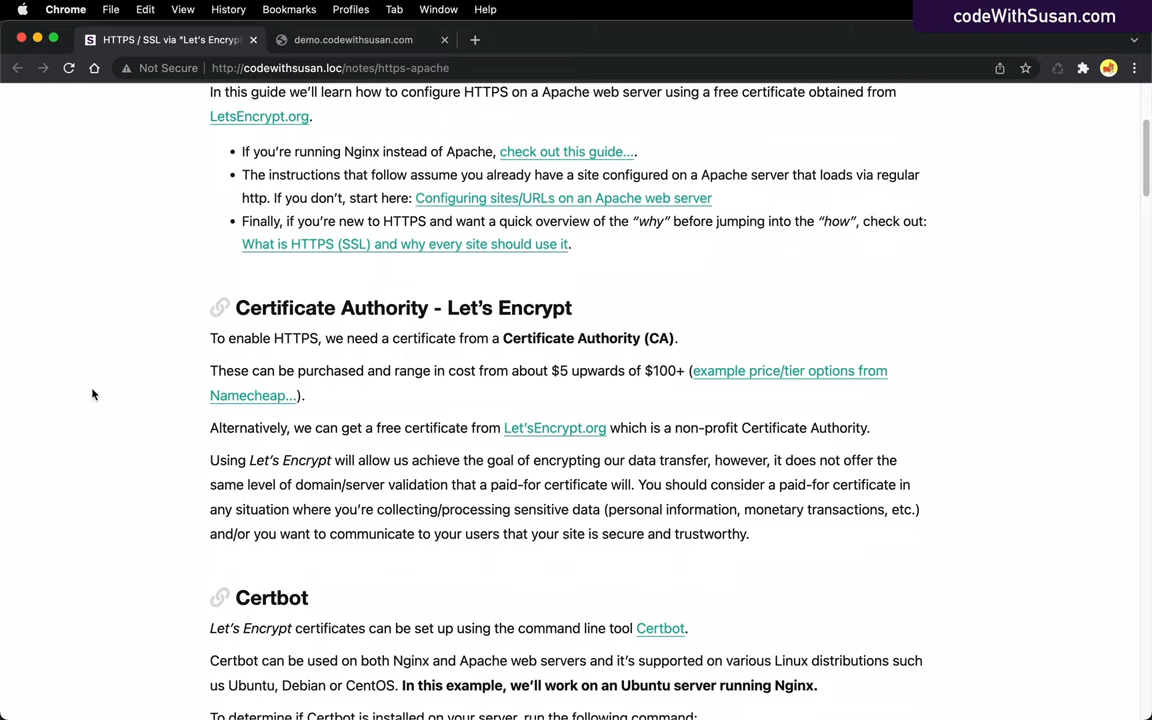 Chrome File Edit View History Bookmarks Profiles Tab Window Help
codeWithSusan.com
HTTPS / SSL via “Let’s Encryp
demo.codewithsusan.com
Not Secure http://codewithsusan.loc/notes/https-apache
In this guide we’ll learn how to configure HTTPS on a Apache web server using a free certificate obtained from
LetsEncrypt.org.
• If you’re running Nginx instead of Apache, check out this guide....
• The instructions that follow assume you already have a site configured on a Apache server that loads via regular
http. If you don’t, start here: Configuring sites/URLs on an Apache web server
• Finally, if you’re new to HTTPS and want a quick overview of the “why” before jumping into the “how”, check out:
What is HTTPS (SSL) and why every site should use it.
Certificate Authority - Let’s Encrypt
To enable HTTPS, we need a certificate from a Certificate Authority (CA).
These can be purchased and range in cost from about $5 upwards of $100+ (example price/tier options from
Namecheap...).
Alternatively, we can get a free certificate from Let’sEncrypt.org which is a non-profit Certificate Authority.
Using Let’s Encrypt will allow us achieve the goal of encrypting our data transfer, however, it does not offer the
same level of domain/server validation that a paid-for certificate will. You should consider a paid-for certificate in
any situation where you’re collecting/processing sensitive data (personal information, monetary transactions, etc.)
and/or you want to communicate to your users that your site is secure and trustworthy.
Certbot
Let’s Encrypt certificates can be set up using the command line tool Certbot.
Certbot can be used on both Nginx and Apache web servers and it’s supported on various Linux distributions such
us Ubuntu, Debian or CentOS. In this example, we’ll work on an Ubuntu server running Nginx.
To determine if Certbot is installed on your server, run the following command: